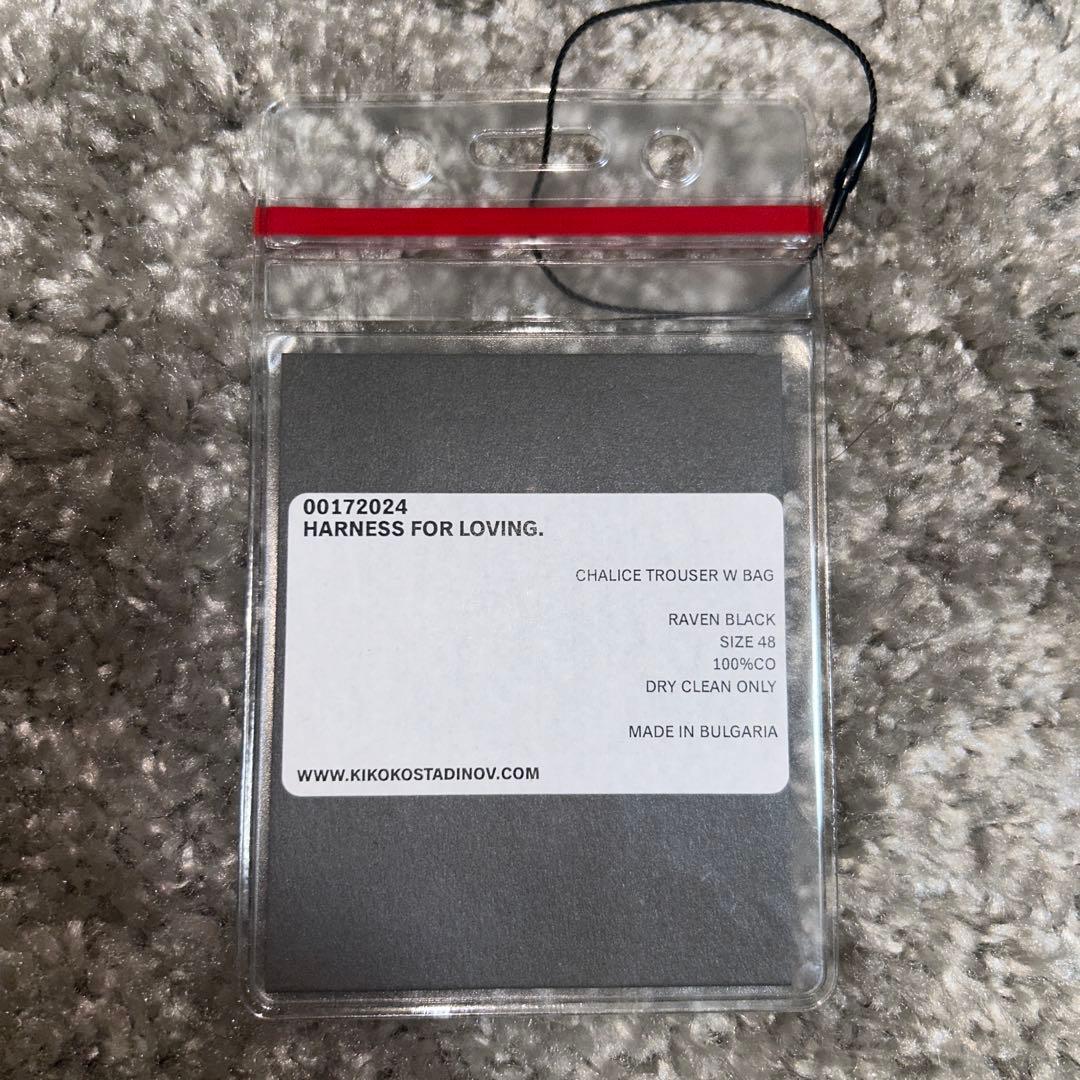 00172024
HARNESS FOR LOVING.
CHALICE TROUSER W BAG
RAVEN BLACK
SIZE 48
100%CO
DRY CLEAN ONLY
MADE IN BULGARIA
WWW.KIKOKOSTADINOV.COM